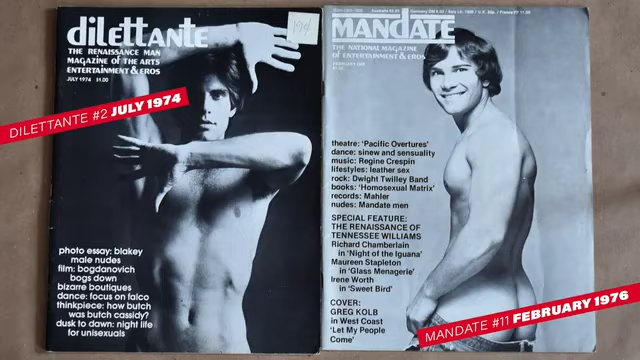 dilettante
194
THE RENAISSANCE MAN
MAGAZINE OF THE ARTS
ENTERTAINMENT & EROS
JULY 1974 $1.00
DILETTANTE #2 JULY 1974
photo essay: blakey
male nudes
film: bogdanovich
bogs down
bizarre boutiques
dance: focus on falco
thinkpiece: how butch
was butch cassidy?
dusk to dawn: night life
for unisexuals
MANDATE
THE NATIONAL MAGAZINE
OF ENTERTAINMENT & EROS
theatre: 'Pacific Overtures'
dance: sinew and sensuality
music: Regine Crespin
lifestyles: leather sex
rock: Dwight Twilley Band
books: 'Homosexual Matrix'
records: Mahler
nudes: Mandate men
SPECIAL FEATURE:
THE RENAISSANCE OF
TENNESSEE WILLIAMS
Richard Chamberlain
in 'Night of the Iguana'
Maureen Stapleton
in 'Glass Menagerie'
Irene Worth
in 'Sweet Bird'
COVER:
GREG KOLB
in West Coast
'Let My People
Come'
MANDATE #11 FEBRUARY 1976